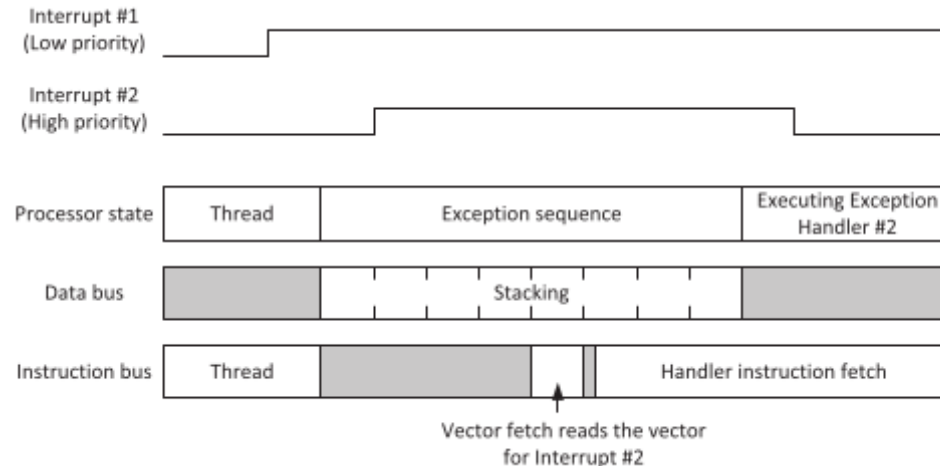 Interrupt #1
(Low priority)
Interrupt #2
(High priority)
Processor state
Thread
Exception sequence
Executing Exception
Handler #2
Data bus
Stacking
Instruction bus
Thread
Handler instruction fetch
Vector fetch reads the vector
for Interrupt #2